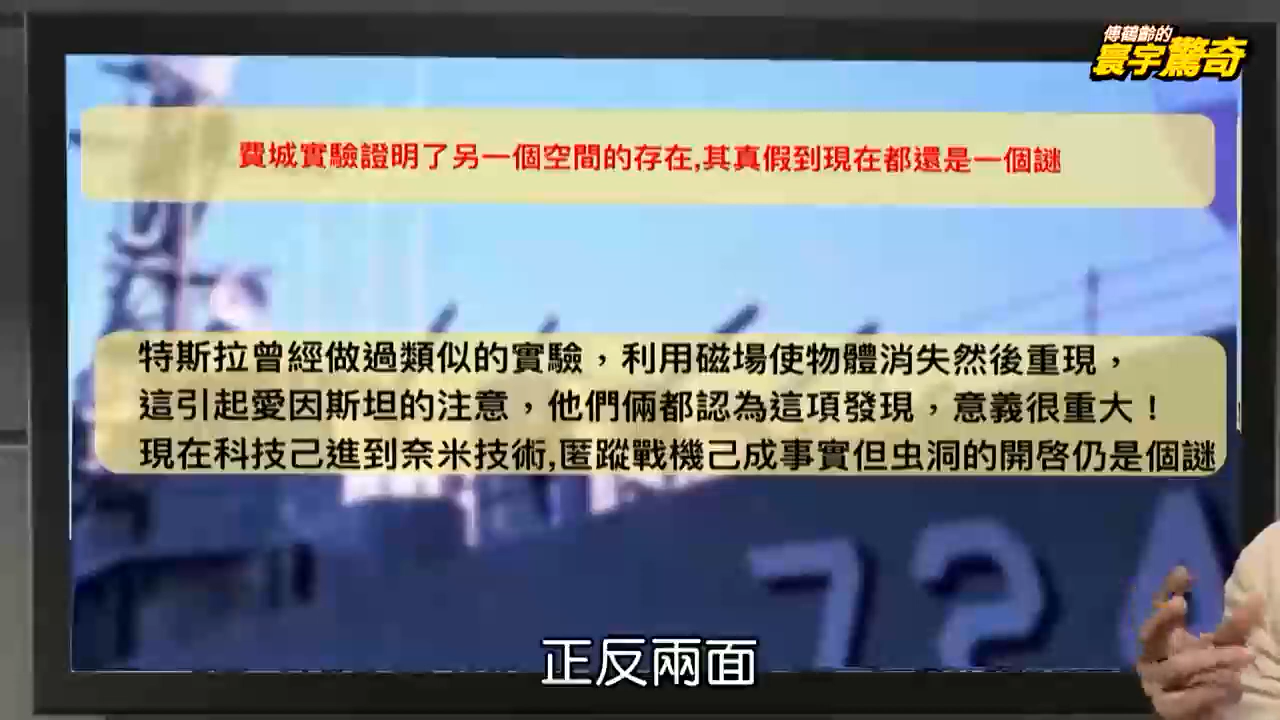 傅鶴齡的
寰宇驚奇
費城實驗證明了另一個空間的存在,其真假到現在都還是一個謎
特斯拉曾經做過類似的實驗，利用磁場使物體消失然後重現，
這引起愛因斯坦的注意，他們倆都認為這項發現，意義很重大！
現在科技己進到奈米技術,匿蹤戰機己成事實但虫洞的開啓仍是個謎
72
正反兩面